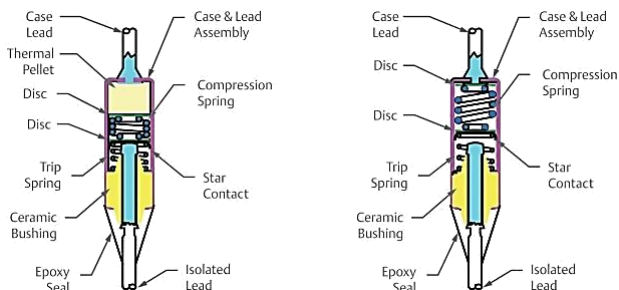 Case
Lead
Case & Lead
Assembly
Thermal
Pellet
Compression
Spring
Disc
Disc
Trip
Spring
Star
Contact
Ceramic
Bushing
Epoxy
Seal
Isolated
Lead
Case
Lead
Case & Lead
Assembly
Disc
Compression
Spring
Disc
Trip
Spring
Star
Contact
Ceramic
Bushing
Epoxy
Seal
Isolated
Lead